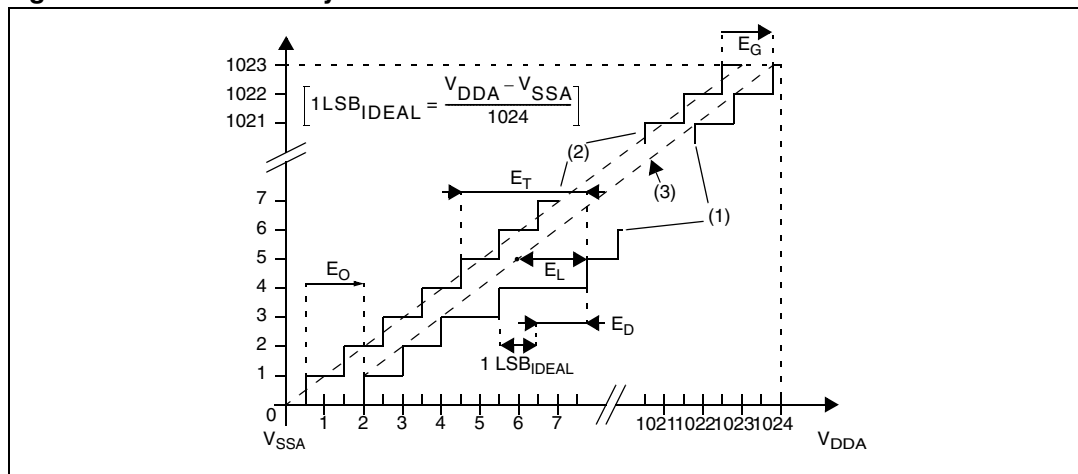 E_G
1023
1022
1021
[1LSB_IDEAL = (V_DDA – V_SSA) / 1024]
(2)
(3)
(1)
E_T
7
6
5
4
3
2
1
0
E_O
E_L
E_D
1 LSB_IDEAL
1 2 3 4 5 6 7 1021 1022 1023 1024
V_SSA
V_DDA